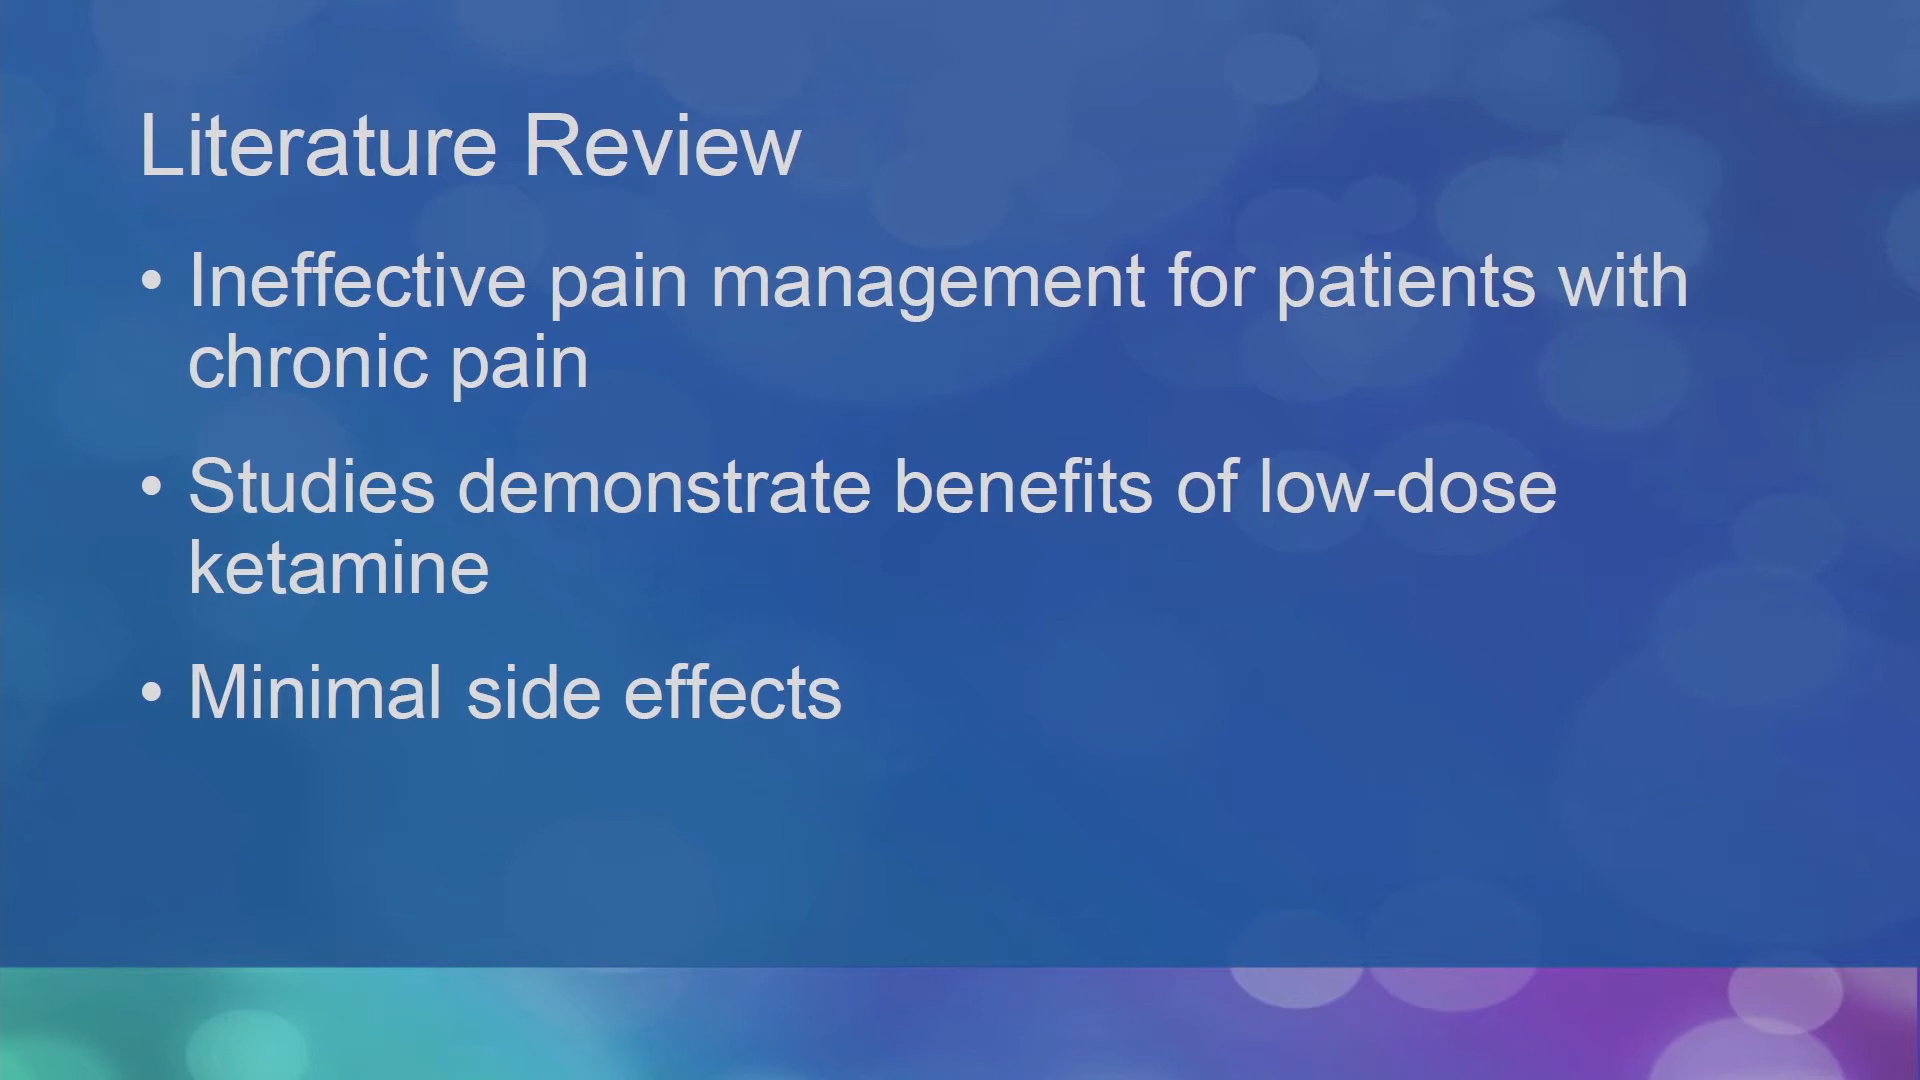 Literature Review
• Ineffective pain management for patients with
chronic pain
• Studies demonstrate benefits of low-dose
ketamine
• Minimal side effects